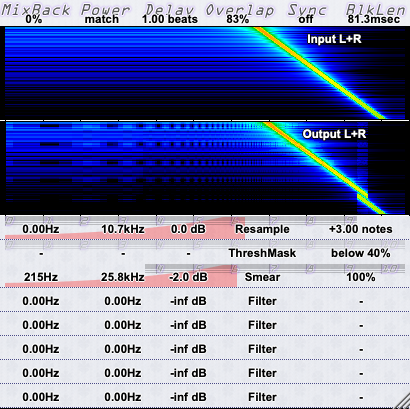 MixBack Power Delay Overlap Sync BlkLen
0% match 1.00 beats 83% off 81.3msec
Input L+R
Output L+R
0.00Hz 10.7kHz 0.0 dB Resample +3.00 notes
- - - ThreshMask below 40%
215Hz 25.8kHz -2.0 dB Smear 100%
0.00Hz 0.00Hz -inf dB Filter -
0.00Hz 0.00Hz -inf dB Filter -
0.00Hz 0.00Hz -inf dB Filter -
0.00Hz 0.00Hz -inf dB Filter -
0.00Hz 0.00Hz -inf dB Filter -